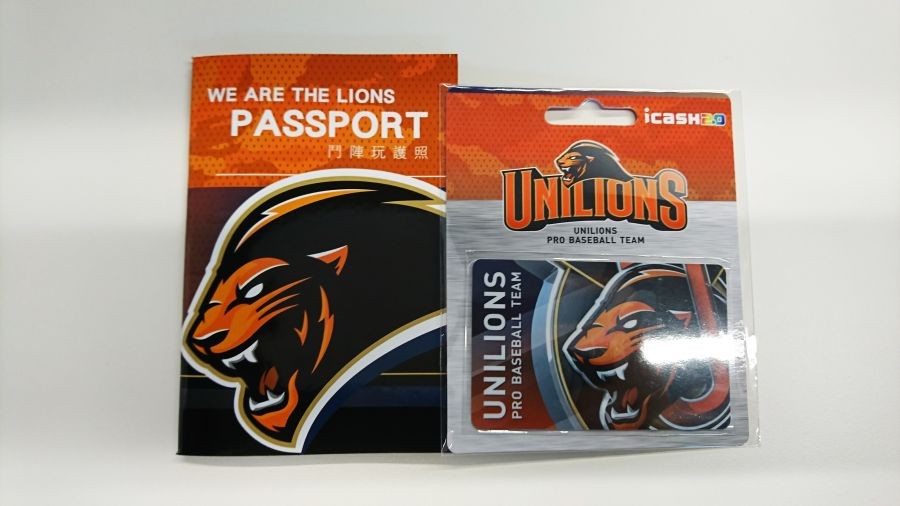 WE ARE THE LIONS
PASSPORT
鬥陣玩護照
icash2.0
UNILIONS
UNILIONS
PRO BASEBALL TEAM
UNILIONS
PRO BASEBALL TEAM